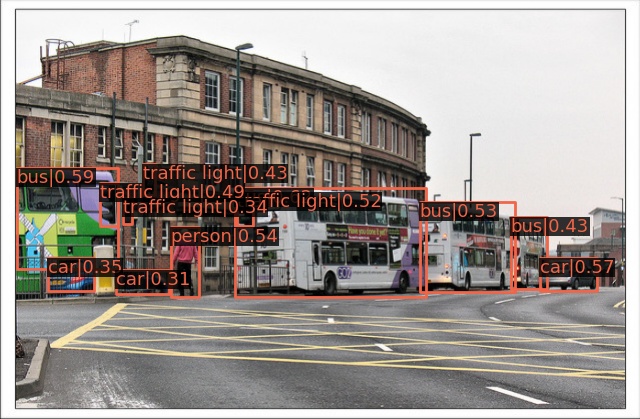 traffic light|0.43
bus|0.59
traffic light|0.49
ffic light|0.52
traffic light|0.34
bus|0.53
bus|0.43
person|0.54
car|0.35
car|0.57
car|0.31